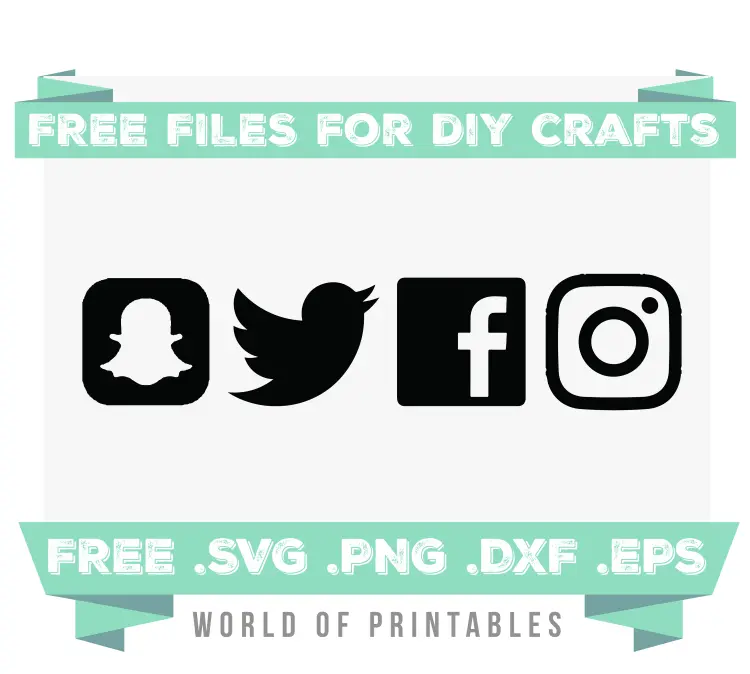 FREE FILES FOR DIY CRAFTS
f
FREE .SVG .PNG .DXF .EPS
WORLD OF PRINTABLES